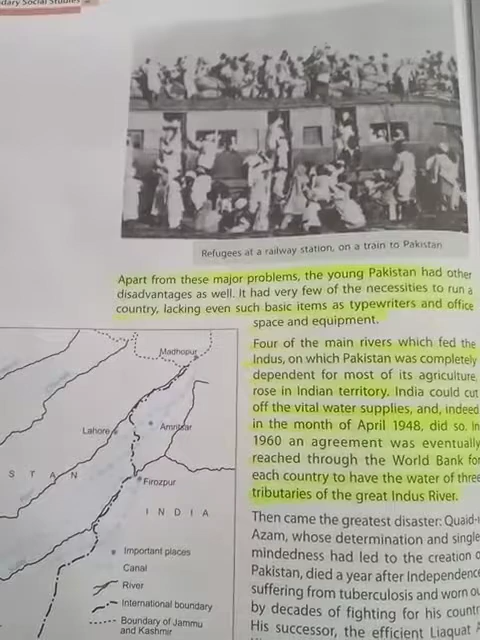 dary Social Studies
Refugees at a railway station, on a train to Pakistan
Apart from these major problems, the young Pakistan had other
disadvantages as well. It had very few of the necessities to run a
country, lacking even such basic items as typewriters and office
space and equipment.
Four of the main rivers which fed the
Indus, on which Pakistan was completely
dependent for most of its agriculture,
rose in Indian territory. India could cut
off the vital water supplies, and, indeed
in the month of April 1948, did so. In
1960 an agreement was eventually
reached through the World Bank for
each country to have the water of three
tributaries of the great Indus River.
Then came the greatest disaster: Quaid-i
Azam, whose determination and single
mindedness had led to the creation o
Pakistan, died a year after Independence
suffering from tuberculosis and worn ou
by decades of fighting for his count
His successor, the efficient Liaquat A
Madhopur
Lahore
Amritsar
S T A N
Firozpur
I N D I A
Important places
Canal
River
International boundary
Boundary of Jammu
and Kashmir